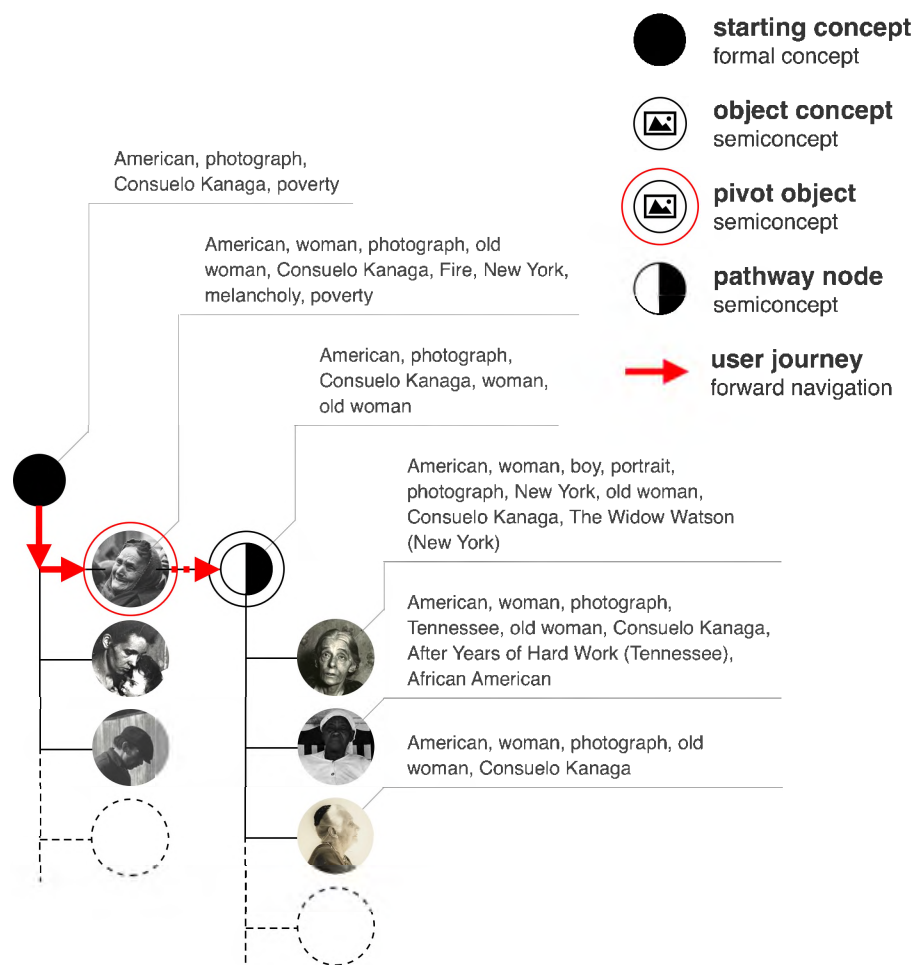 starting concept
formal concept
object concept
semiconcept
pivot object
semiconcept
pathway node
semiconcept
user journey
forward navigation
American, photograph,
Consuelo Kanaga, poverty
American, woman, photograph, old
woman, Consuelo Kanaga, Fire, New York,
melancholy, poverty
American, photograph,
Consuelo Kanaga, woman,
old woman
American, woman, boy, portrait,
photograph, New York, old woman,
Consuelo Kanaga, The Widow Watson
(New York)
American, woman, photograph,
Tennessee, old woman, Consuelo Kanaga,
After Years of Hard Work (Tennessee),
African American
American, woman, photograph, old
woman, Consuelo Kanaga